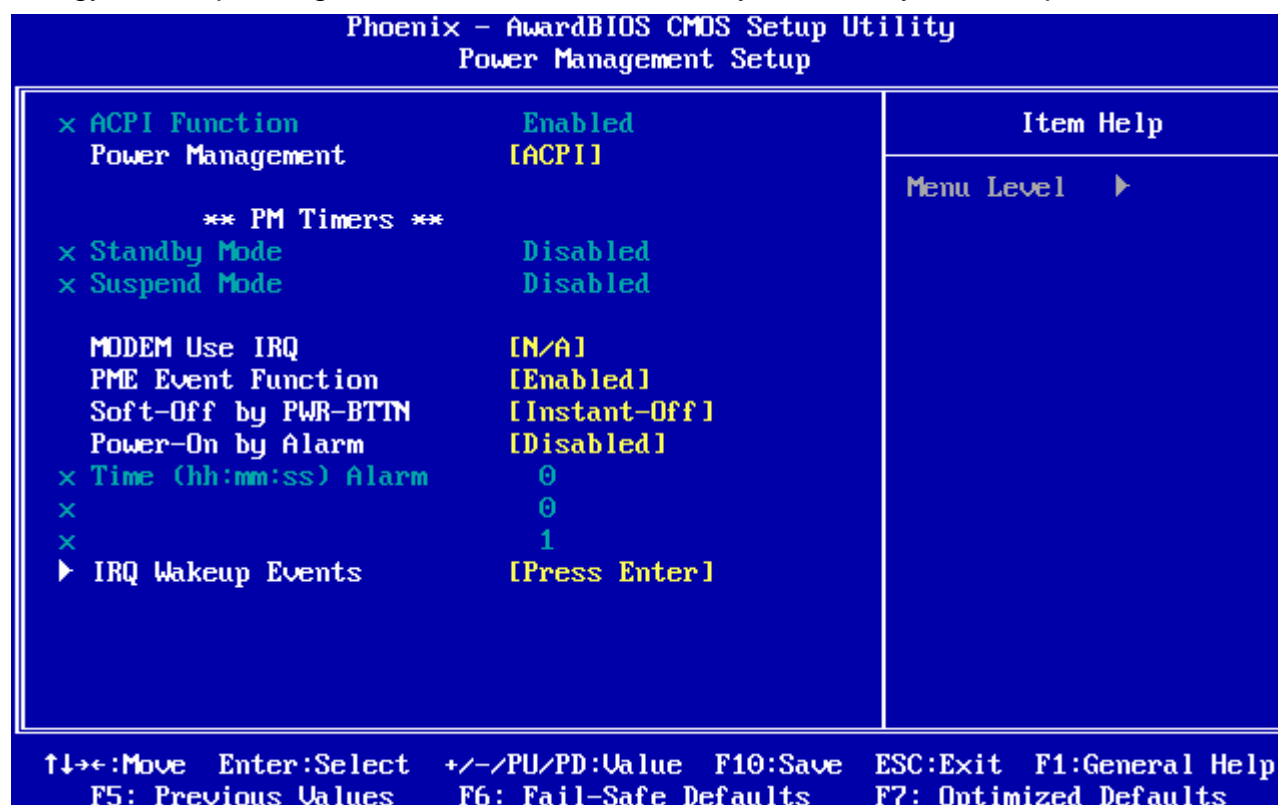 Phoenix - AwardBIOS CMOS Setup Utility
Power Management Setup
x ACPI Function Enabled
Power Management [ACPI]
** PM Timers **
x Standby Mode Disabled
x Suspend Mode Disabled
MODEM Use IRQ [N/A]
PME Event Function [Enabled]
Soft-Off by PWR-BTTN [Instant-Off]
Power-On by Alarm [Disabled]
x Time (hh:mm:ss) Alarm 0
x 0
x 1
▶ IRQ Wakeup Events [Press Enter]
Item Help
Menu Level ▶
↑↓→←:Move Enter:Select +/-/PU/PD:Value F10:Save ESC:Exit F1:General Help
F5: Previous Values F6: Fail-Safe Defaults F7: Optimized Defaults